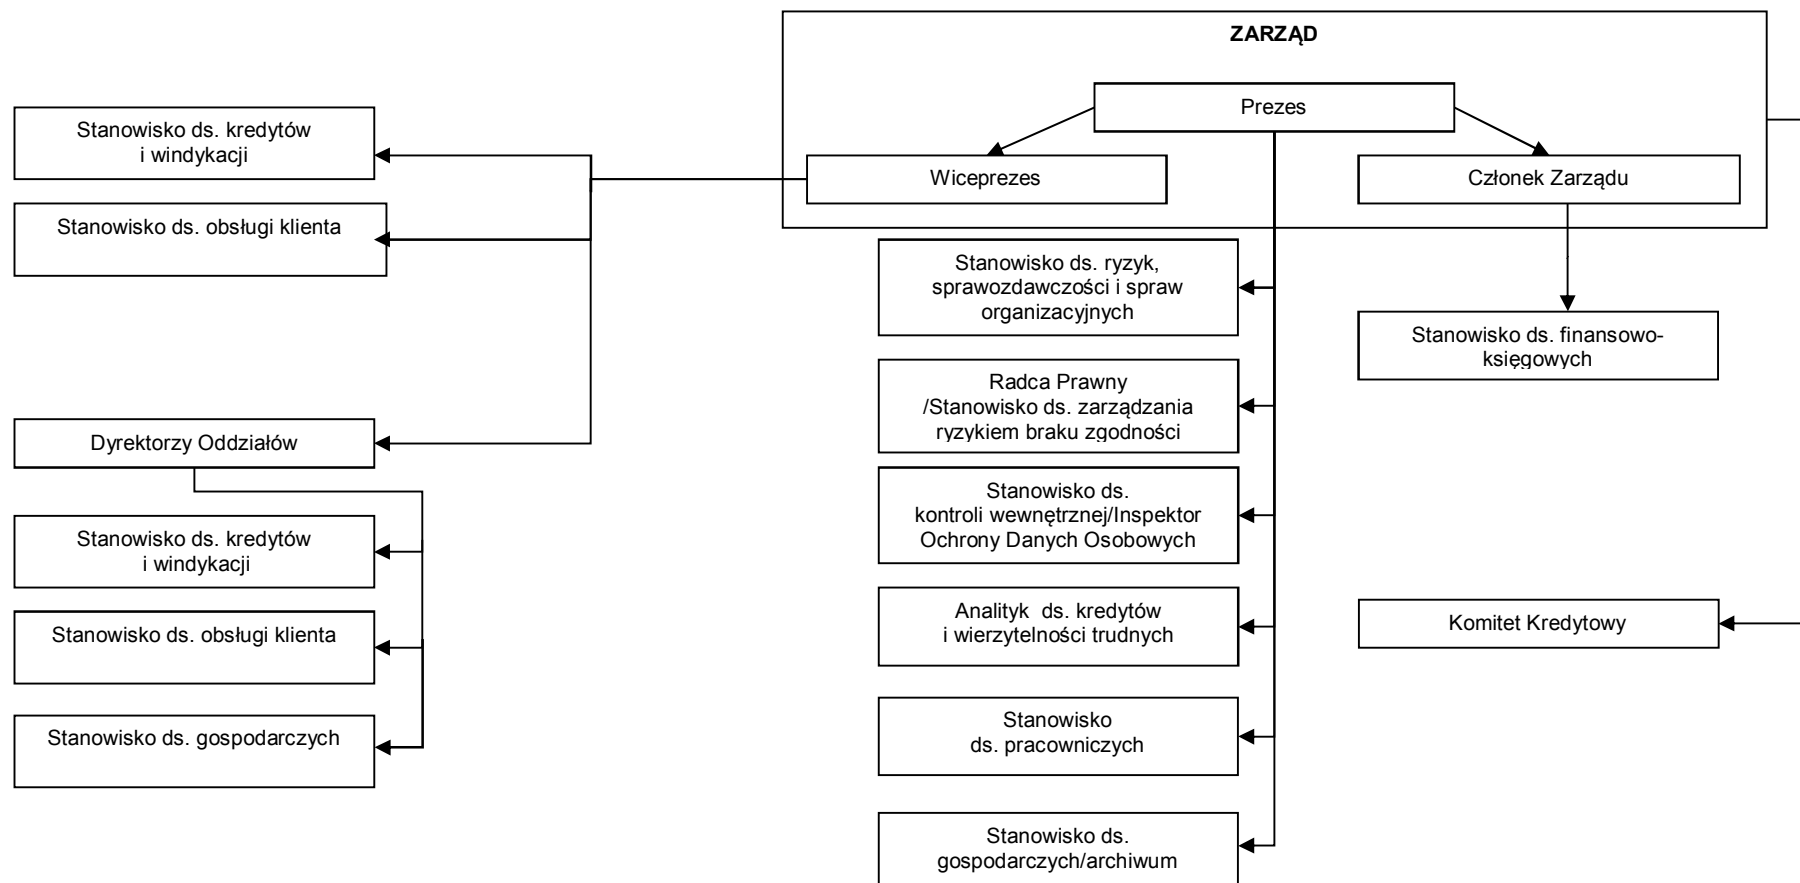 ZARZĄD
Prezes
Wiceprezes
Członek Zarządu
Stanowisko ds. kredytów
i windykacji
Stanowisko ds. obsługi klienta
Dyrektorzy Oddziałów
Stanowisko ds. kredytów
i windykacji
Stanowisko ds. obsługi klienta
Stanowisko ds. gospodarczych
Stanowisko ds. ryzyk,
sprawozdawczości i spraw
organizacyjnych
Radca Prawny
/Stanowisko ds. zarządzania
ryzykiem braku zgodności
Stanowisko ds.
kontroli wewnętrznej/Inspektor
Ochrony Danych Osobowych
Analityk ds. kredytów
i wierzytelności trudnych
Stanowisko
ds. pracowniczych
Stanowisko ds.
gospodarczych/archiwum
Stanowisko ds. finansowo-
księgowych
Komitet Kredytowy